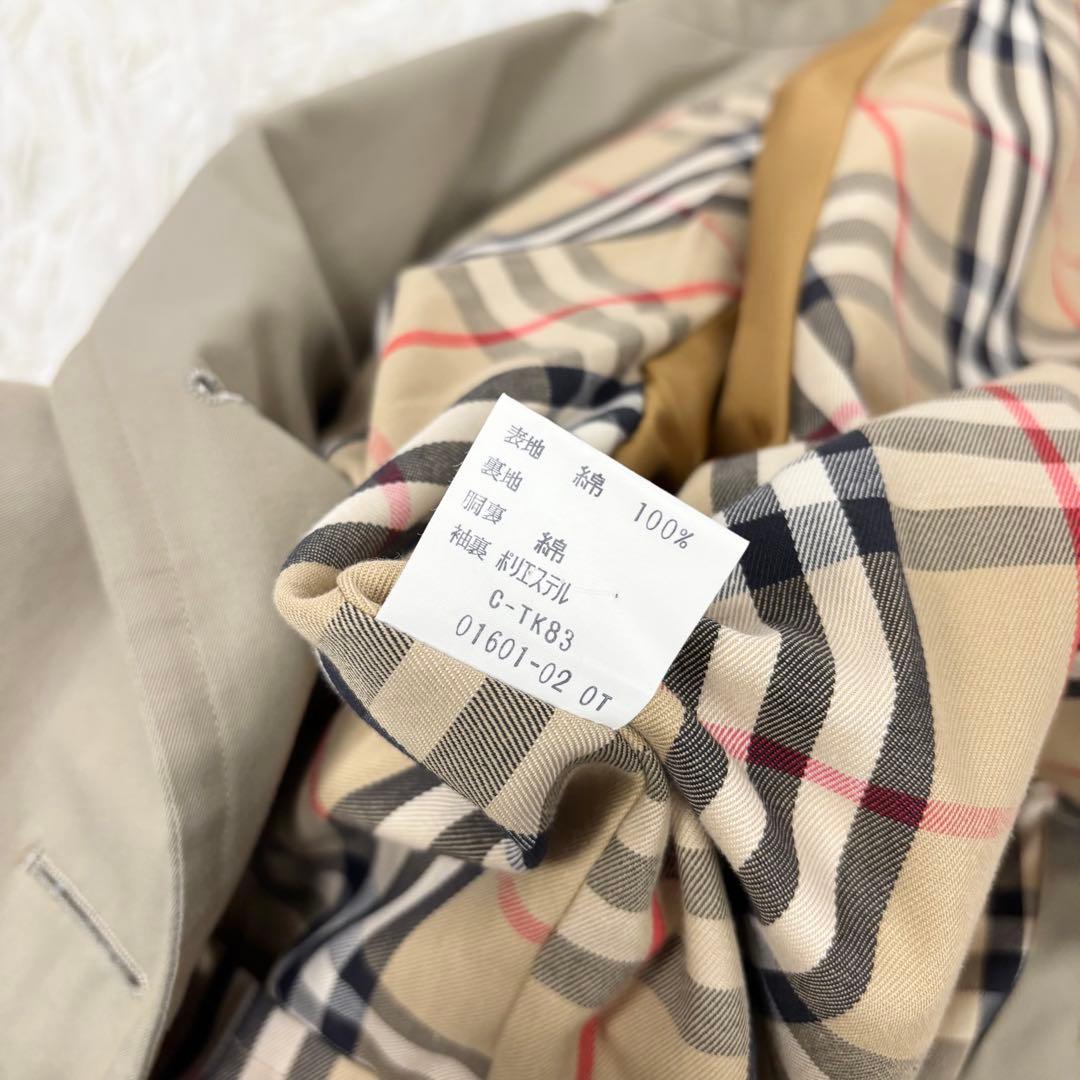 表地 綿 100%
裏地
胴裏 綿
袖裏 ポリエステル
C-TK83
01601-02 0T